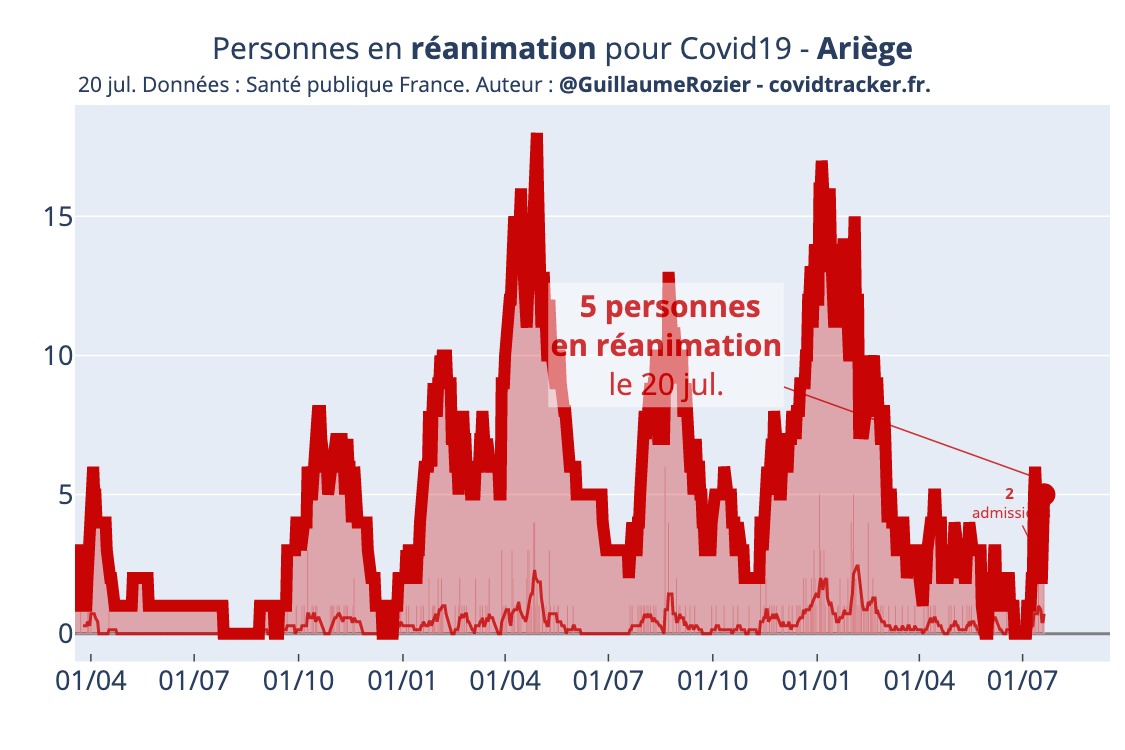 Personnes en réanimation pour Covid19 - Ariège
20 jul. Données : Santé publique France. Auteur : @GuillaumeRozier - covidtracker.fr.
15
10
5
0
5 personnes
en réanimation
le 20 jul.
2
admissi
01/04 01/07 01/10 01/01 01/04 01/07 01/10 01/01 01/04 01/07